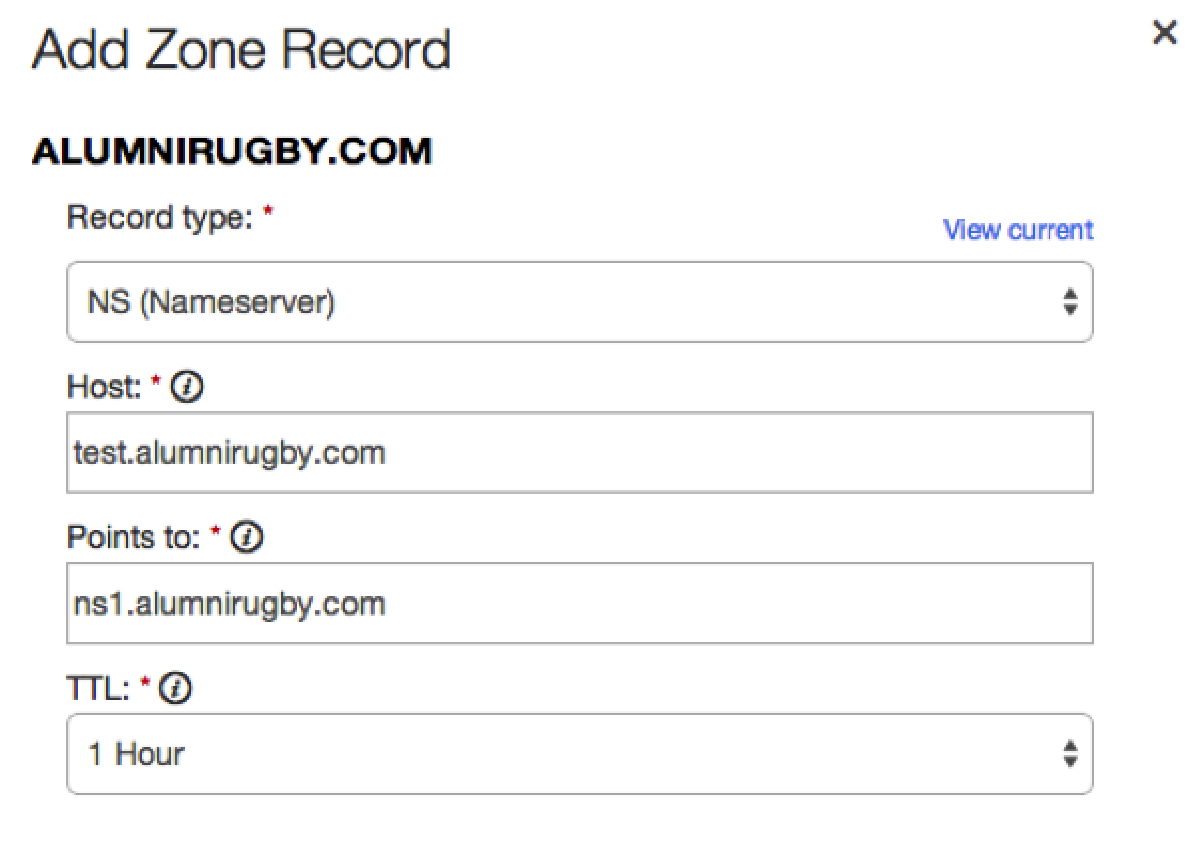 Add Zone Record
ALUMNIRUGBY.COM
Record type: *
View current
NS (Nameserver)
Host: *
test.alumnirugby.com
Points to: *
ns1.alumnirugby.com
TTL: *
1 Hour